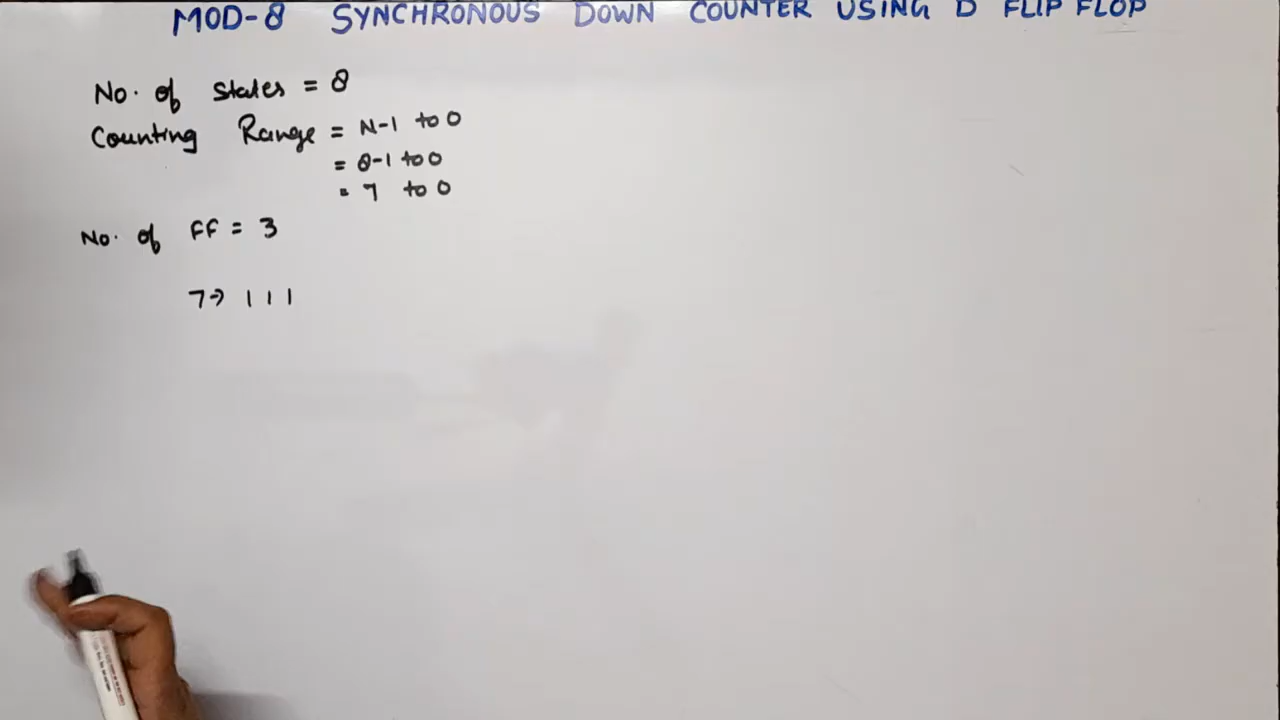 MOD-8 SYNCHRONOUS DOWN COUNTER USING D FLIP FLOP
No. of states = 8
Counting Range = N-1 to 0
= 8-1 to 0
= 7 to 0
No. of FF = 3
7→ 1 1 1